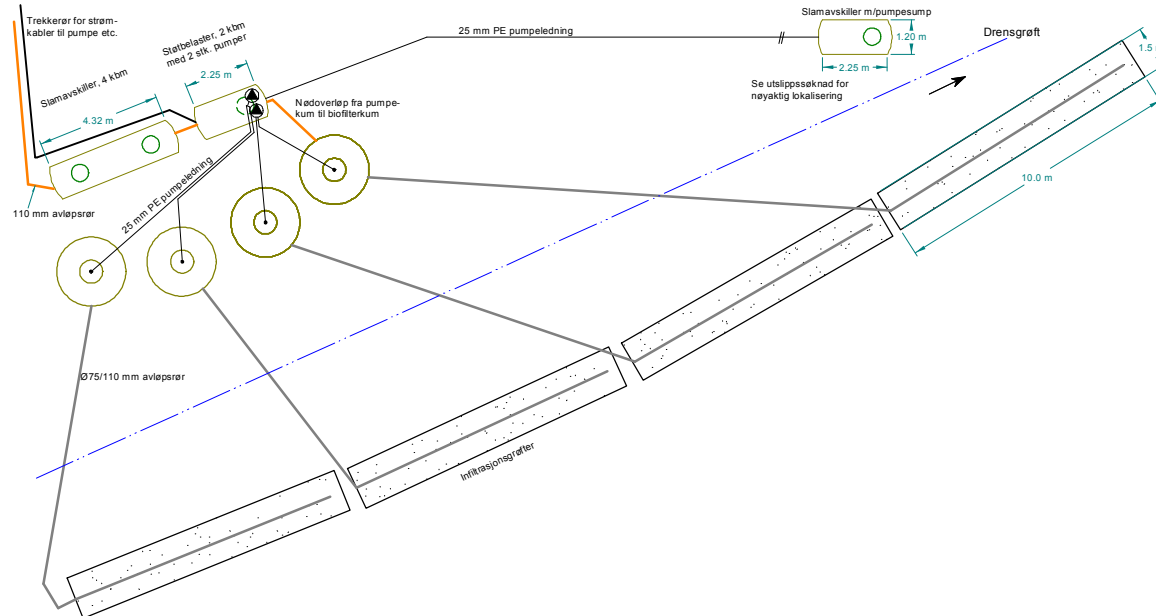 Trekkerør for strøm-
kabler til pumpe etc.
Støtbelaster, 2 kbm
med 2 stk. pumper
2.25 m
Slamavskiller, 4 kbm
4.32 m
110 mm avløpsrør
Nødoverløp fra pumpe-
kum til biofilterkum
25 mm PE pumpeledning
25 mm PE pumpeledning
Slamavskiller m/pumpesump
1.20 m
2.25 m
Se utslippssøknad for
nøyaktig lokalisering
Drensgrøft
1.5
10.0 m
Ø75/110 mm avløpsrør
Infiltrasjonsgrøfter